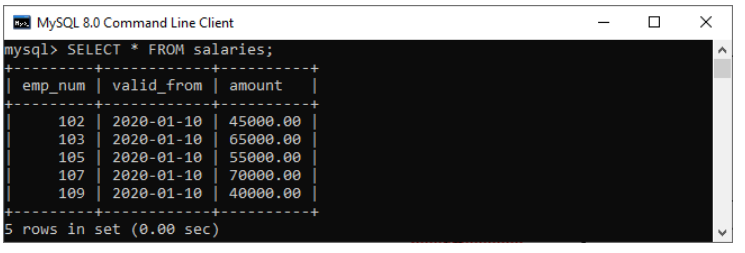 MySQL 8.0 Command Line Client
mysql> SELECT * FROM salaries;
+---------+------------+----------+
| emp_num | valid_from | amount   |
+---------+------------+----------+
|     102 | 2020-01-10 | 45000.00 |
|     103 | 2020-01-10 | 65000.00 |
|     105 | 2020-01-10 | 55000.00 |
|     107 | 2020-01-10 | 70000.00 |
|     109 | 2020-01-10 | 40000.00 |
+---------+------------+----------+
5 rows in set (0.00 sec)